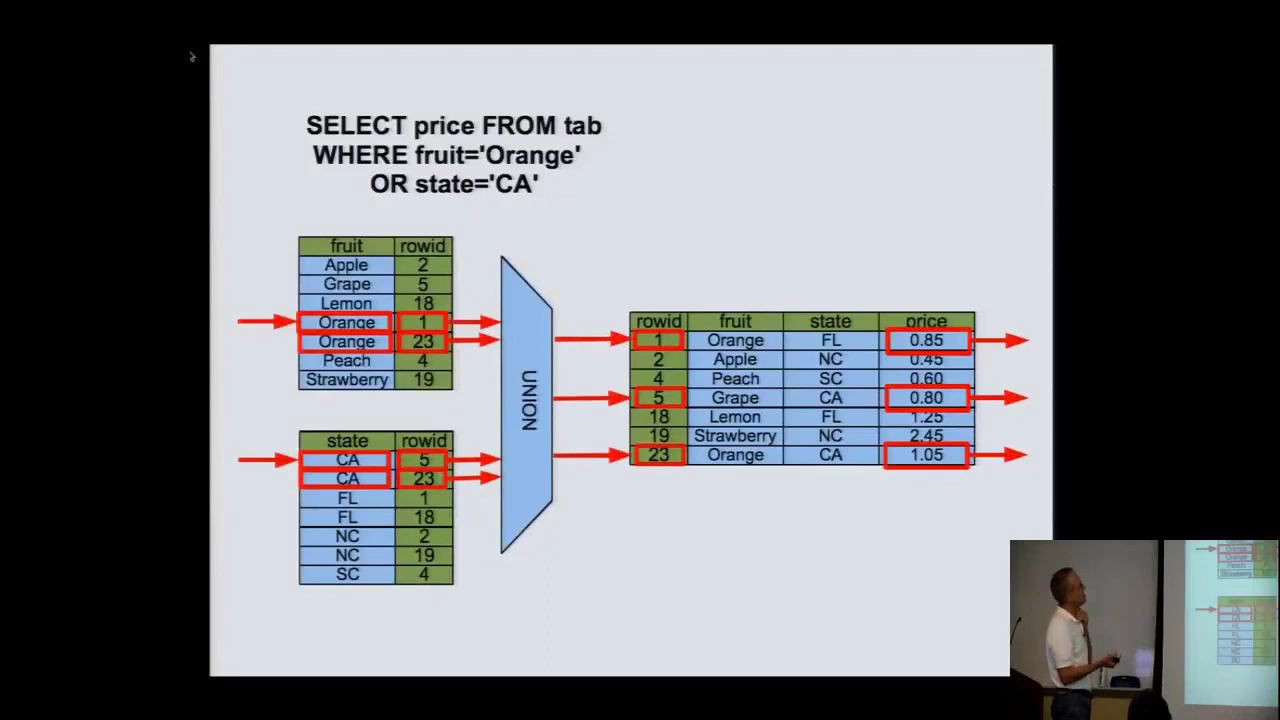 SELECT price FROM tab
WHERE fruit='Orange'
OR state='CA'
fruit rowid
Apple 2
Grape 5
Lemon 18
Orange 1
Orange 23
Peach 4
Strawberry 19
state rowid
CA 5
CA 23
FL 1
FL 18
NC 2
NC 19
SC 4
UNION
rowid fruit state price
1 Orange FL 0.85
2 Apple NC 0.45
4 Peach SC 0.60
5 Grape CA 0.80
18 Lemon FL 1.25
19 Strawberry NC 2.45
23 Orange CA 1.05
Orange
Orange
Peach
Strawberry